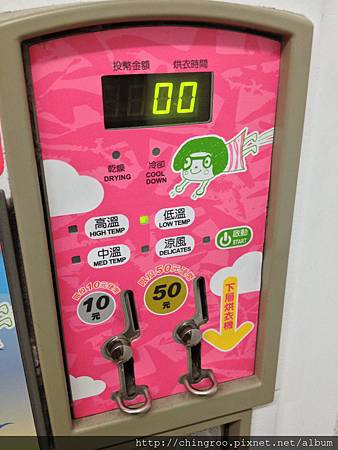 投幣金額 烘衣時間
00
乾燥
DRYING
冷卻
COOL
DOWN
高溫
HIGH TEMP
低溫
LOW TEMP
中溫
MED TEMP
涼風
DELICATES
啟動
START
10
元
50
元
下層烘衣機
http://chingroo.pixnet.net/album